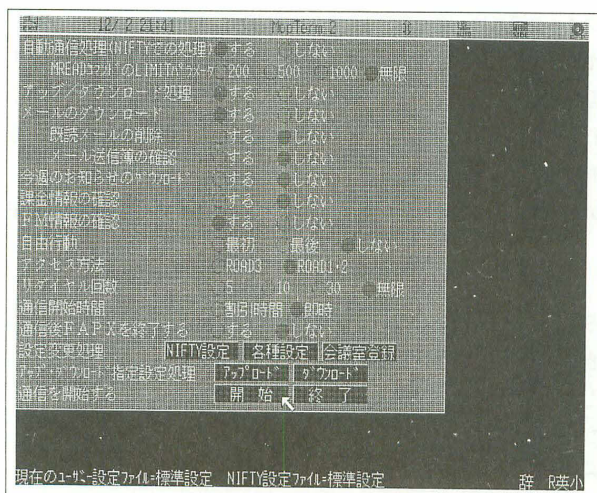 12/ 2 21:41 MopTerm 2
自動通信処理(NIFTYでの処理) する しない
MREADｺﾏﾝﾄﾞのLIMITﾊﾟﾗﾒｰﾀ 200 500 1000 無限
アップ/ダウンロード処理 する しない
メールのダウンロード する しない
既読メールの削除 する しない
メール送信簿の確認 する しない
今週のお知らせのﾀﾞｳﾝﾛｰﾄﾞ する しない
課金情報の確認 する しない
FM情報の確認 する しない
自由行動 最初 最後 しない
アクセス方法 ROAD3 ROAD1・2
リダイヤル回数 5 10 30 無限
通信開始時間 割引時間 即時
通信後FAPXを終了する する しない
設定変更処理 NIFTY設定 各種設定 会議室登録
ｱｯﾌﾟ・ﾀﾞｳﾝﾛｰﾄﾞ指定設定処理 ｱｯﾌﾟﾛｰﾄﾞ ﾀﾞｳﾝﾛｰﾄﾞ
通信を開始する 開 始 終 了
現在のﾕｰｻﾞｰ設定ﾌｧｲﾙ=標準設定 NIFTY設定ﾌｧｲﾙ=標準設定 辞 R英小